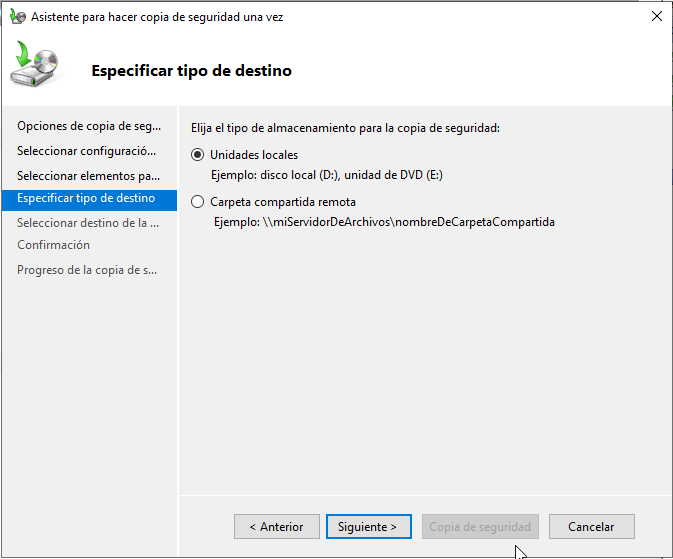 Asistente para hacer copia de seguridad una vez
Especificar tipo de destino
Opciones de copia de seg...
Seleccionar configuració...
Seleccionar elementos pa...
Especificar tipo de destino
Seleccionar destino de la ...
Confirmación
Progreso de la copia de s...
Elija el tipo de almacenamiento para la copia de seguridad:
Unidades locales
Ejemplo: disco local (D:), unidad de DVD (E:)
Carpeta compartida remota
Ejemplo: \\miServidorDeArchivos\nombreDeCarpetaCompartida
< Anterior
Siguiente >
Copia de seguridad
Cancelar